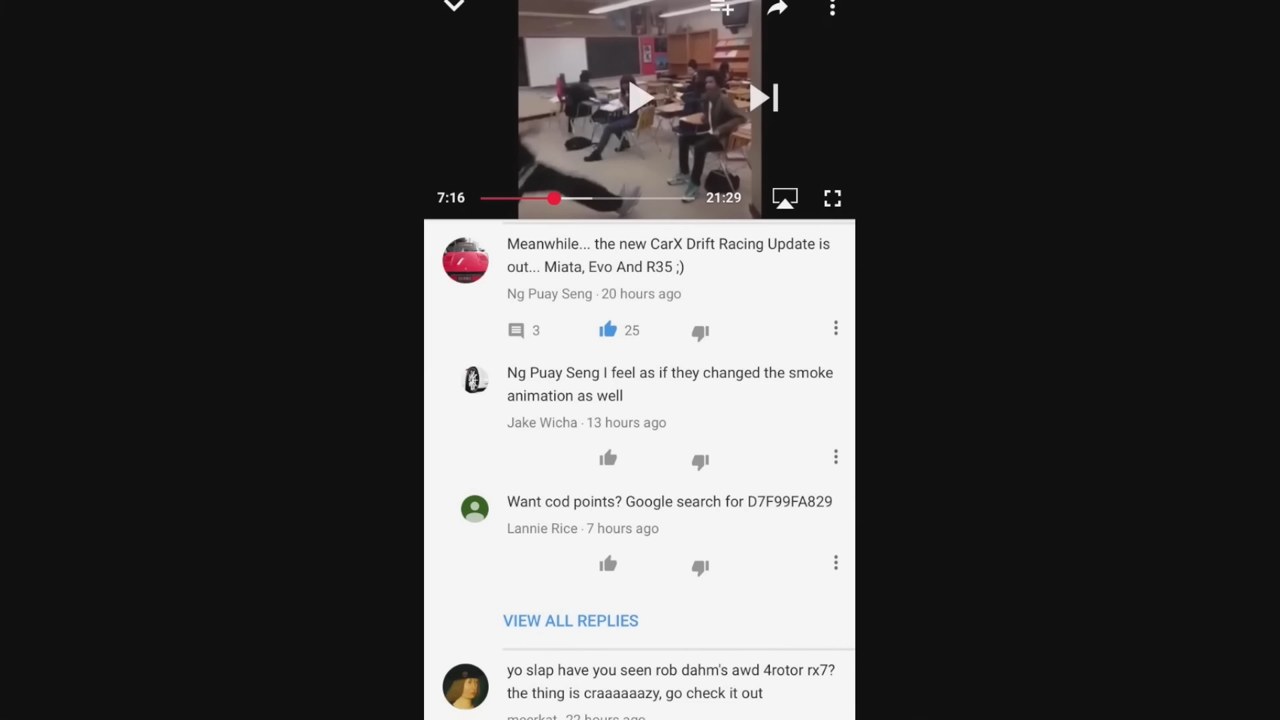 7:16
21:29
Meanwhile... the new CarX Drift Racing Update is
out... Miata, Evo And R35 ;)
Ng Puay Seng · 20 hours ago
3
25
Ng Puay Seng I feel as if they changed the smoke
animation as well
Jake Wicha · 13 hours ago
Want cod points? Google search for D7F99FA829
Lannie Rice · 7 hours ago
VIEW ALL REPLIES
yo slap have you seen rob dahm's awd 4rotor rx7?
the thing is craaaaaazy, go check it out
meerkat · 22 hours ago